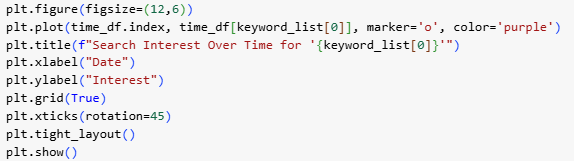 plt.figure(figsize=(12,6))
plt.plot(time_df.index, time_df[keyword_list[0]], marker='o', color='purple')
plt.title(f"Search Interest Over Time for '{keyword_list[0]}'")
plt.xlabel("Date")
plt.ylabel("Interest")
plt.grid(True)
plt.xticks(rotation=45)
plt.tight_layout()
plt.show()